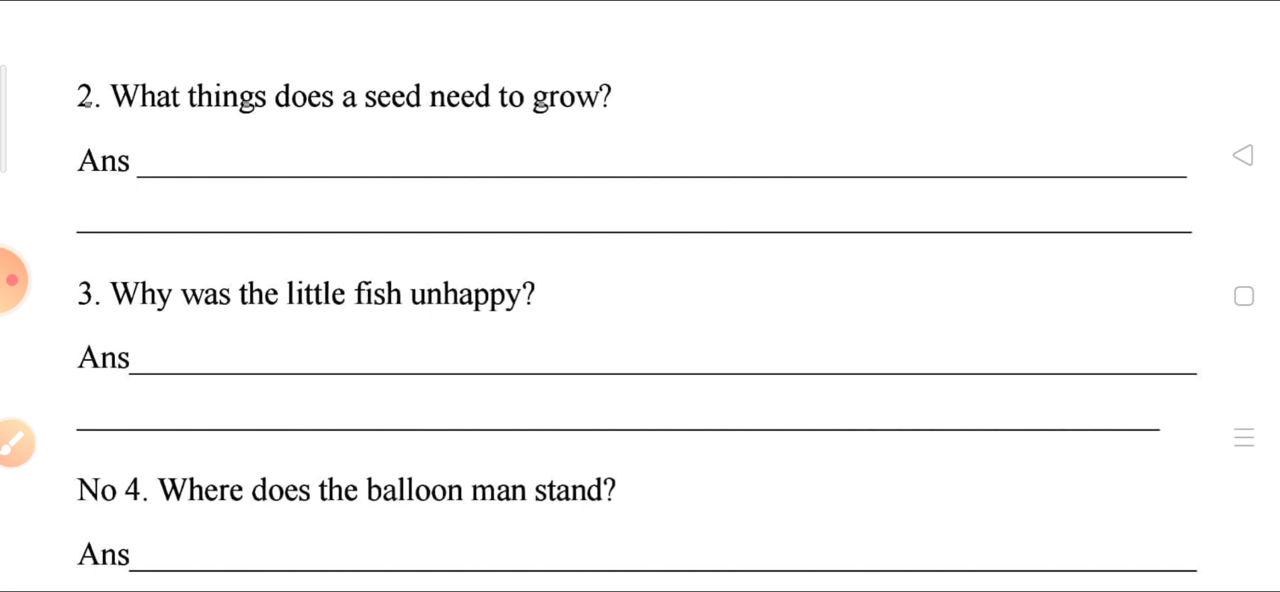 2. What things does a seed need to grow?
Ans
3. Why was the little fish unhappy?
Ans
No 4. Where does the balloon man stand?
Ans